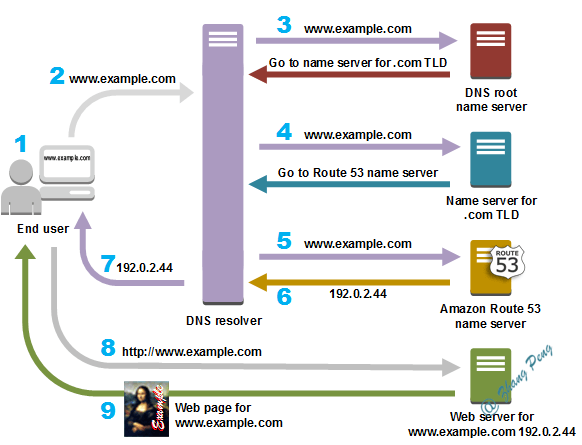 3 www.example.com
Go to name server for .com TLD
DNS root
name server
2 www.example.com
1
www.example.com
End user
4 www.example.com
Go to Route 53 name server
Name server for
.com TLD
5 www.example.com
ROUTE
53
7 192.0.2.44
6 192.0.2.44
Amazon Route 53
name server
DNS resolver
8 http://www.example.com
@ Zhang Peng
9 Example
Web page for
www.example.com
Web server for
www.example.com 192.0.2.44